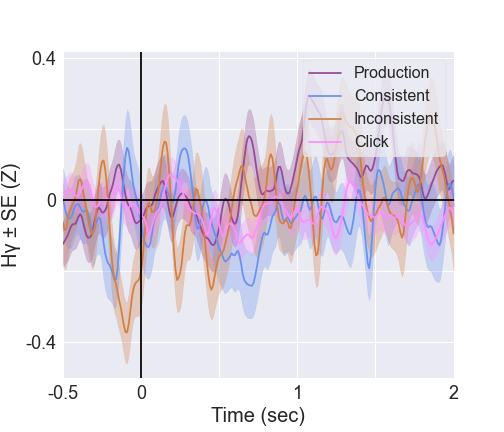 0.4
0
-0.4
Hγ ± SE (Z)
Production
Consistent
Inconsistent
Click
-0.5
0
1
2
Time (sec)